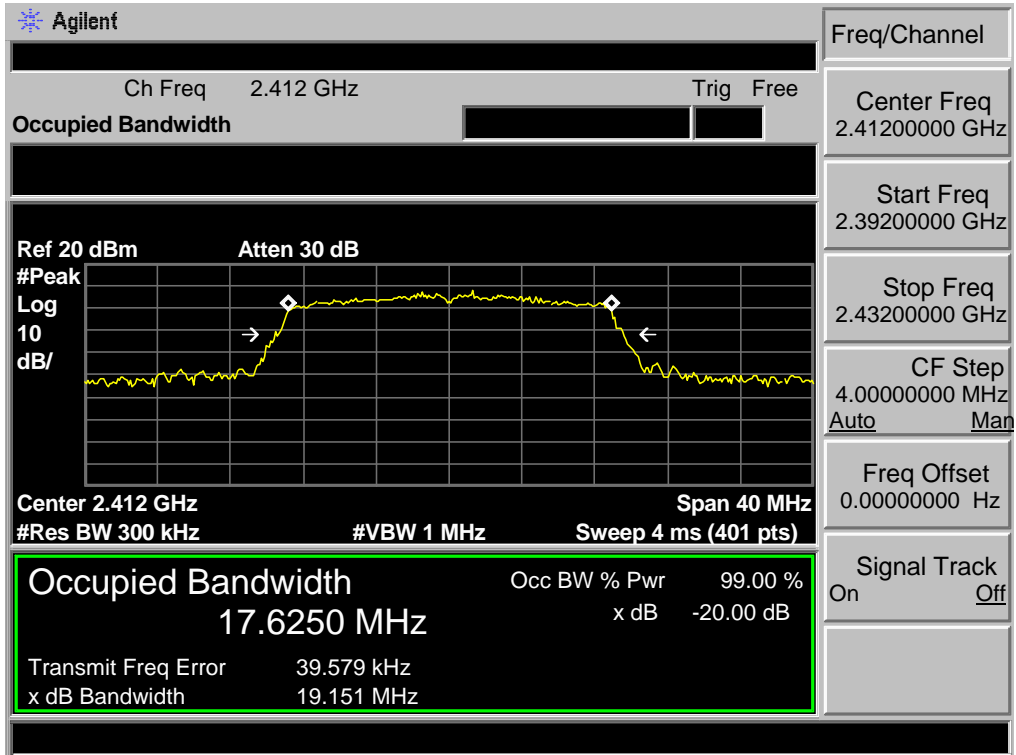 Agilent
Freq/Channel
Ch Freq 2.412 GHz Trig Free
Occupied Bandwidth
Center Freq
2.41200000 GHz
Start Freq
2.39200000 GHz
Stop Freq
2.43200000 GHz
CF Step
4.00000000 MHz
Auto Man
Freq Offset
0.00000000 Hz
Signal Track
On Off
Ref 20 dBm Atten 30 dB
#Peak
Log
10
dB/
Center 2.412 GHz Span 40 MHz
#Res BW 300 kHz #VBW 1 MHz Sweep 4 ms (401 pts)
Occupied Bandwidth Occ BW % Pwr 99.00 %
17.6250 MHz x dB -20.00 dB
Transmit Freq Error 39.579 kHz
x dB Bandwidth 19.151 MHz